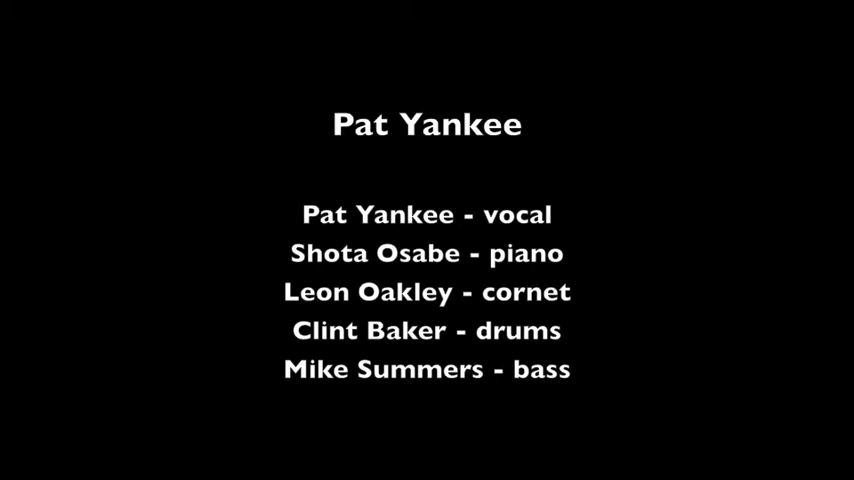 Pat Yankee
Pat Yankee - vocal
Shota Osabe - piano
Leon Oakley - cornet
Clint Baker - drums
Mike Summers - bass